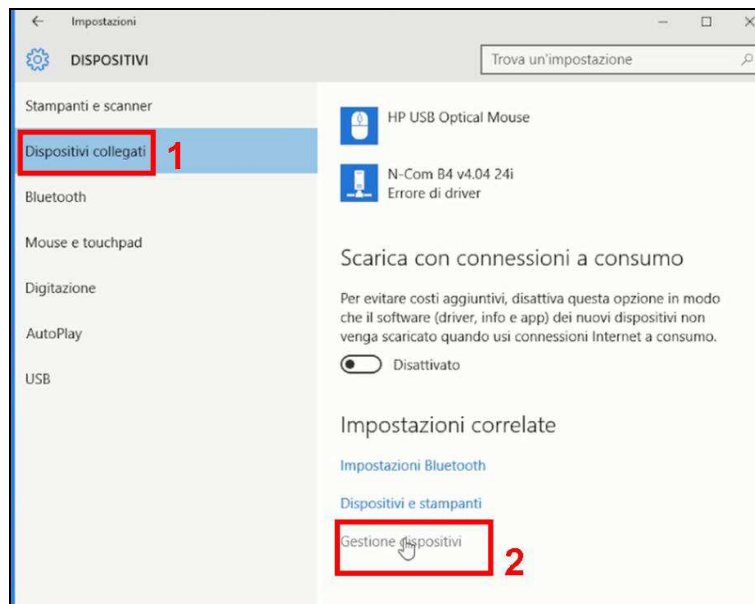 Impostazioni
DISPOSITIVI
Trova un'impostazione
Stampanti e scanner
Dispositivi collegati
1
Bluetooth
Mouse e touchpad
Digitazione
AutoPlay
USB
HP USB Optical Mouse
N-Com B4 v4.04 24i
Errore di driver
Scarica con connessioni a consumo
Per evitare costi aggiuntivi, disattiva questa opzione in modo
che il software (driver, info e app) dei nuovi dispositivi non
venga scaricato quando usi connessioni Internet a consumo.
Disattivato
Impostazioni correlate
Impostazioni Bluetooth
Dispositivi e stampanti
Gestione dispositivi
2